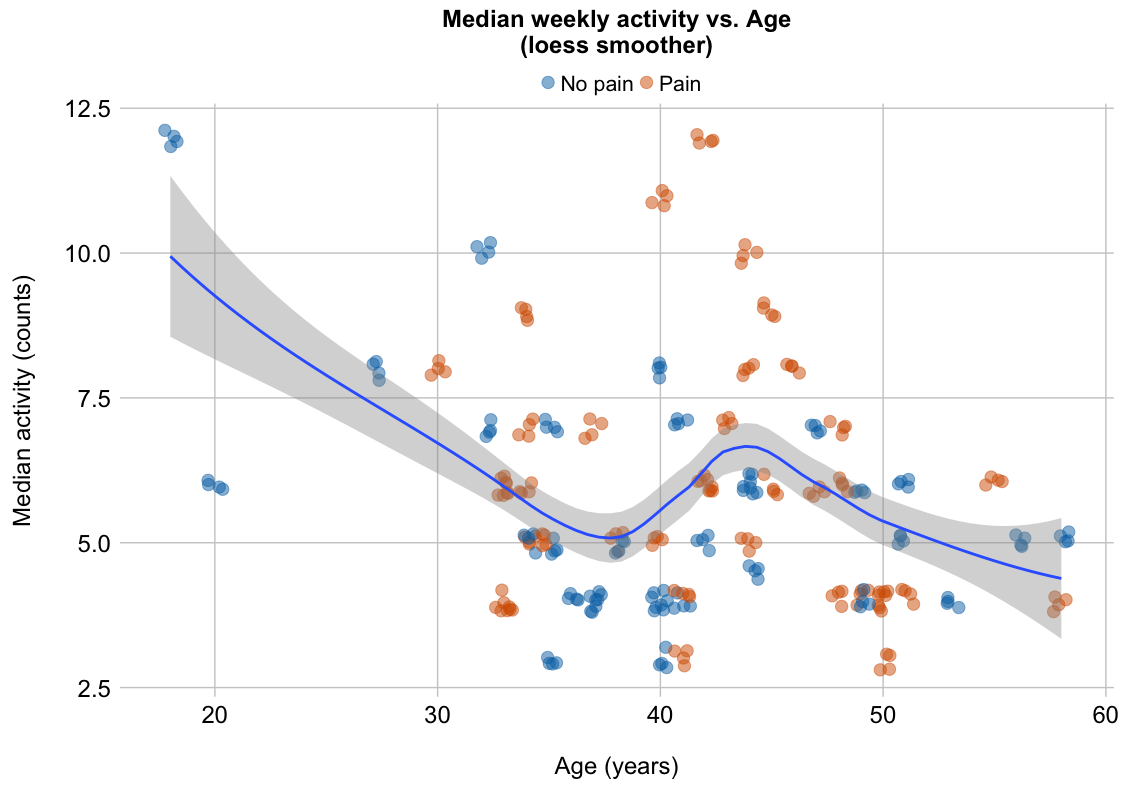 Median weekly activity vs. Age
(loess smoother)
No pain Pain
12.5
10.0
7.5
5.0
2.5
Median activity (counts)
20 30 40 50 60
Age (years)